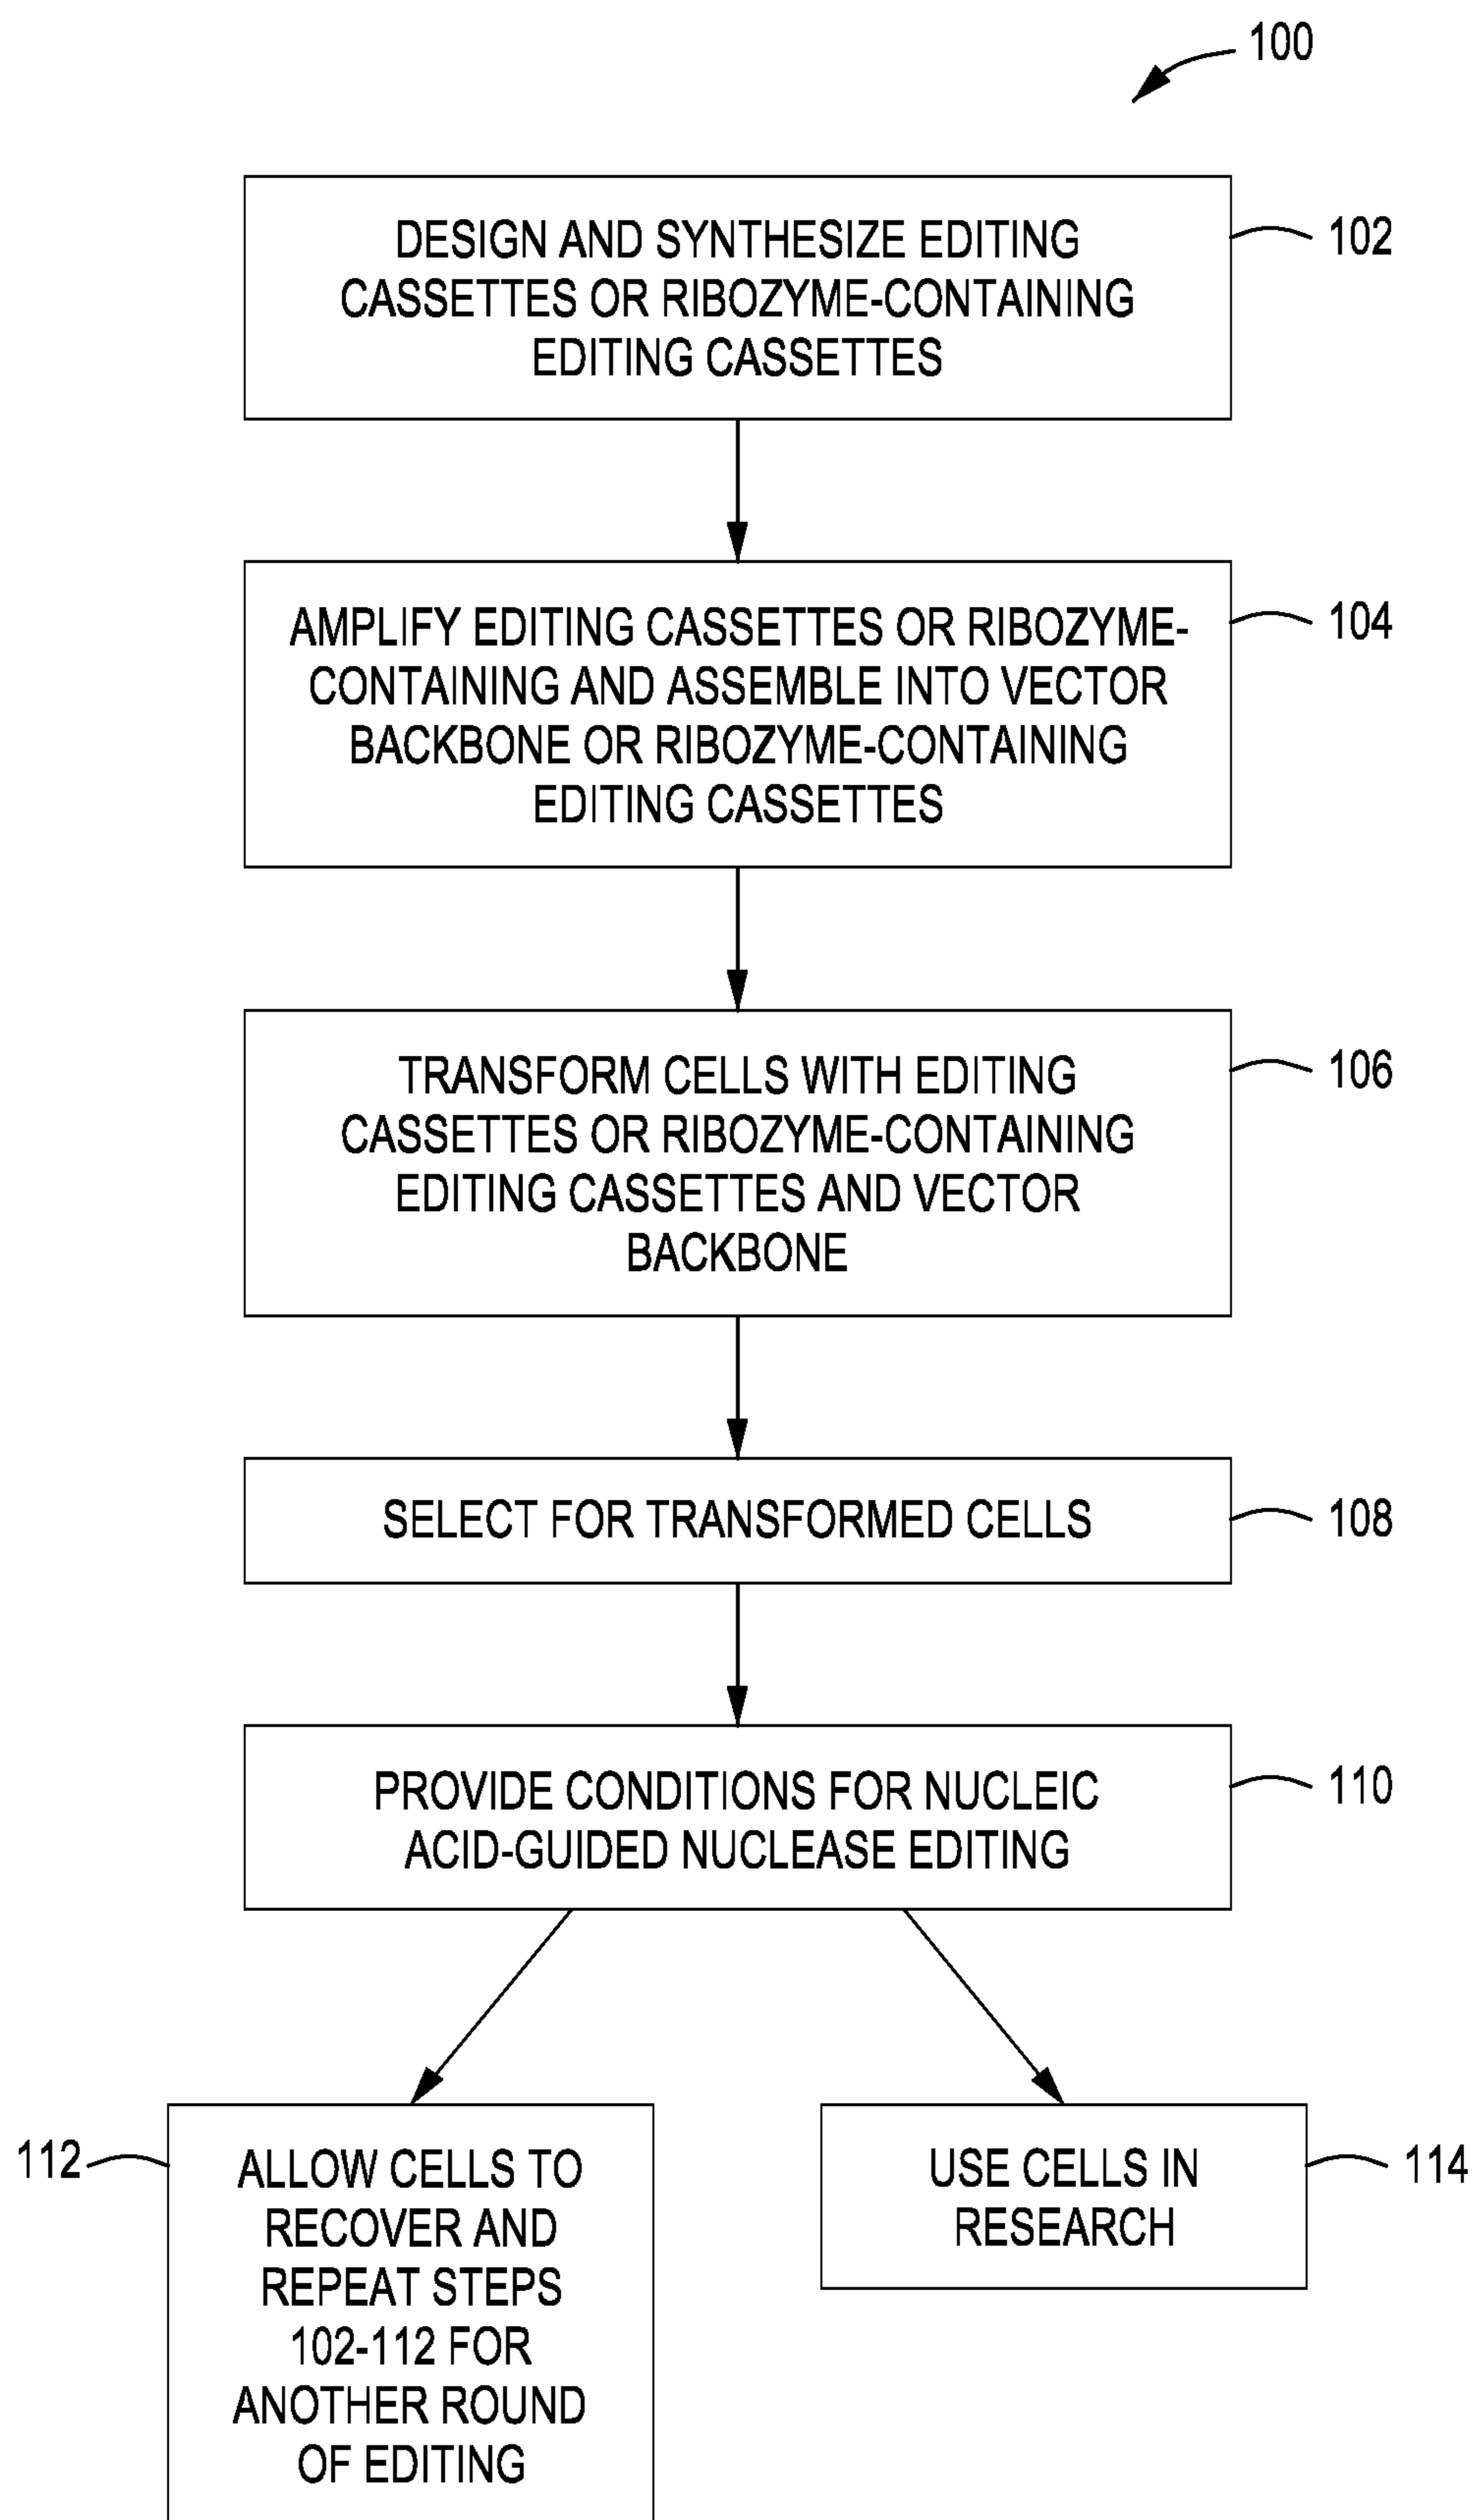 100
DESIGN AND SYNTHESIZE EDITING
CASSETTES OR RIBOZYME-CONTAINING
EDITING CASSETTES
102
AMPLIFY EDITING CASSETTES OR RIBOZYME-
CONTAINING AND ASSEMBLE INTO VECTOR
BACKBONE OR RIBOZYME-CONTAINING
EDITING CASSETTES
104
TRANSFORM CELLS WITH EDITING
CASSETTES OR RIBOZYME-CONTAINING
EDITING CASSETTES AND VECTOR
BACKBONE
106
SELECT FOR TRANSFORMED CELLS
108
PROVIDE CONDITIONS FOR NUCLEIC
ACID-GUIDED NUCLEASE EDITING
110
112
ALLOW CELLS TO
RECOVER AND
REPEAT STEPS
102-112 FOR
ANOTHER ROUND
OF EDITING
USE CELLS IN
RESEARCH
114